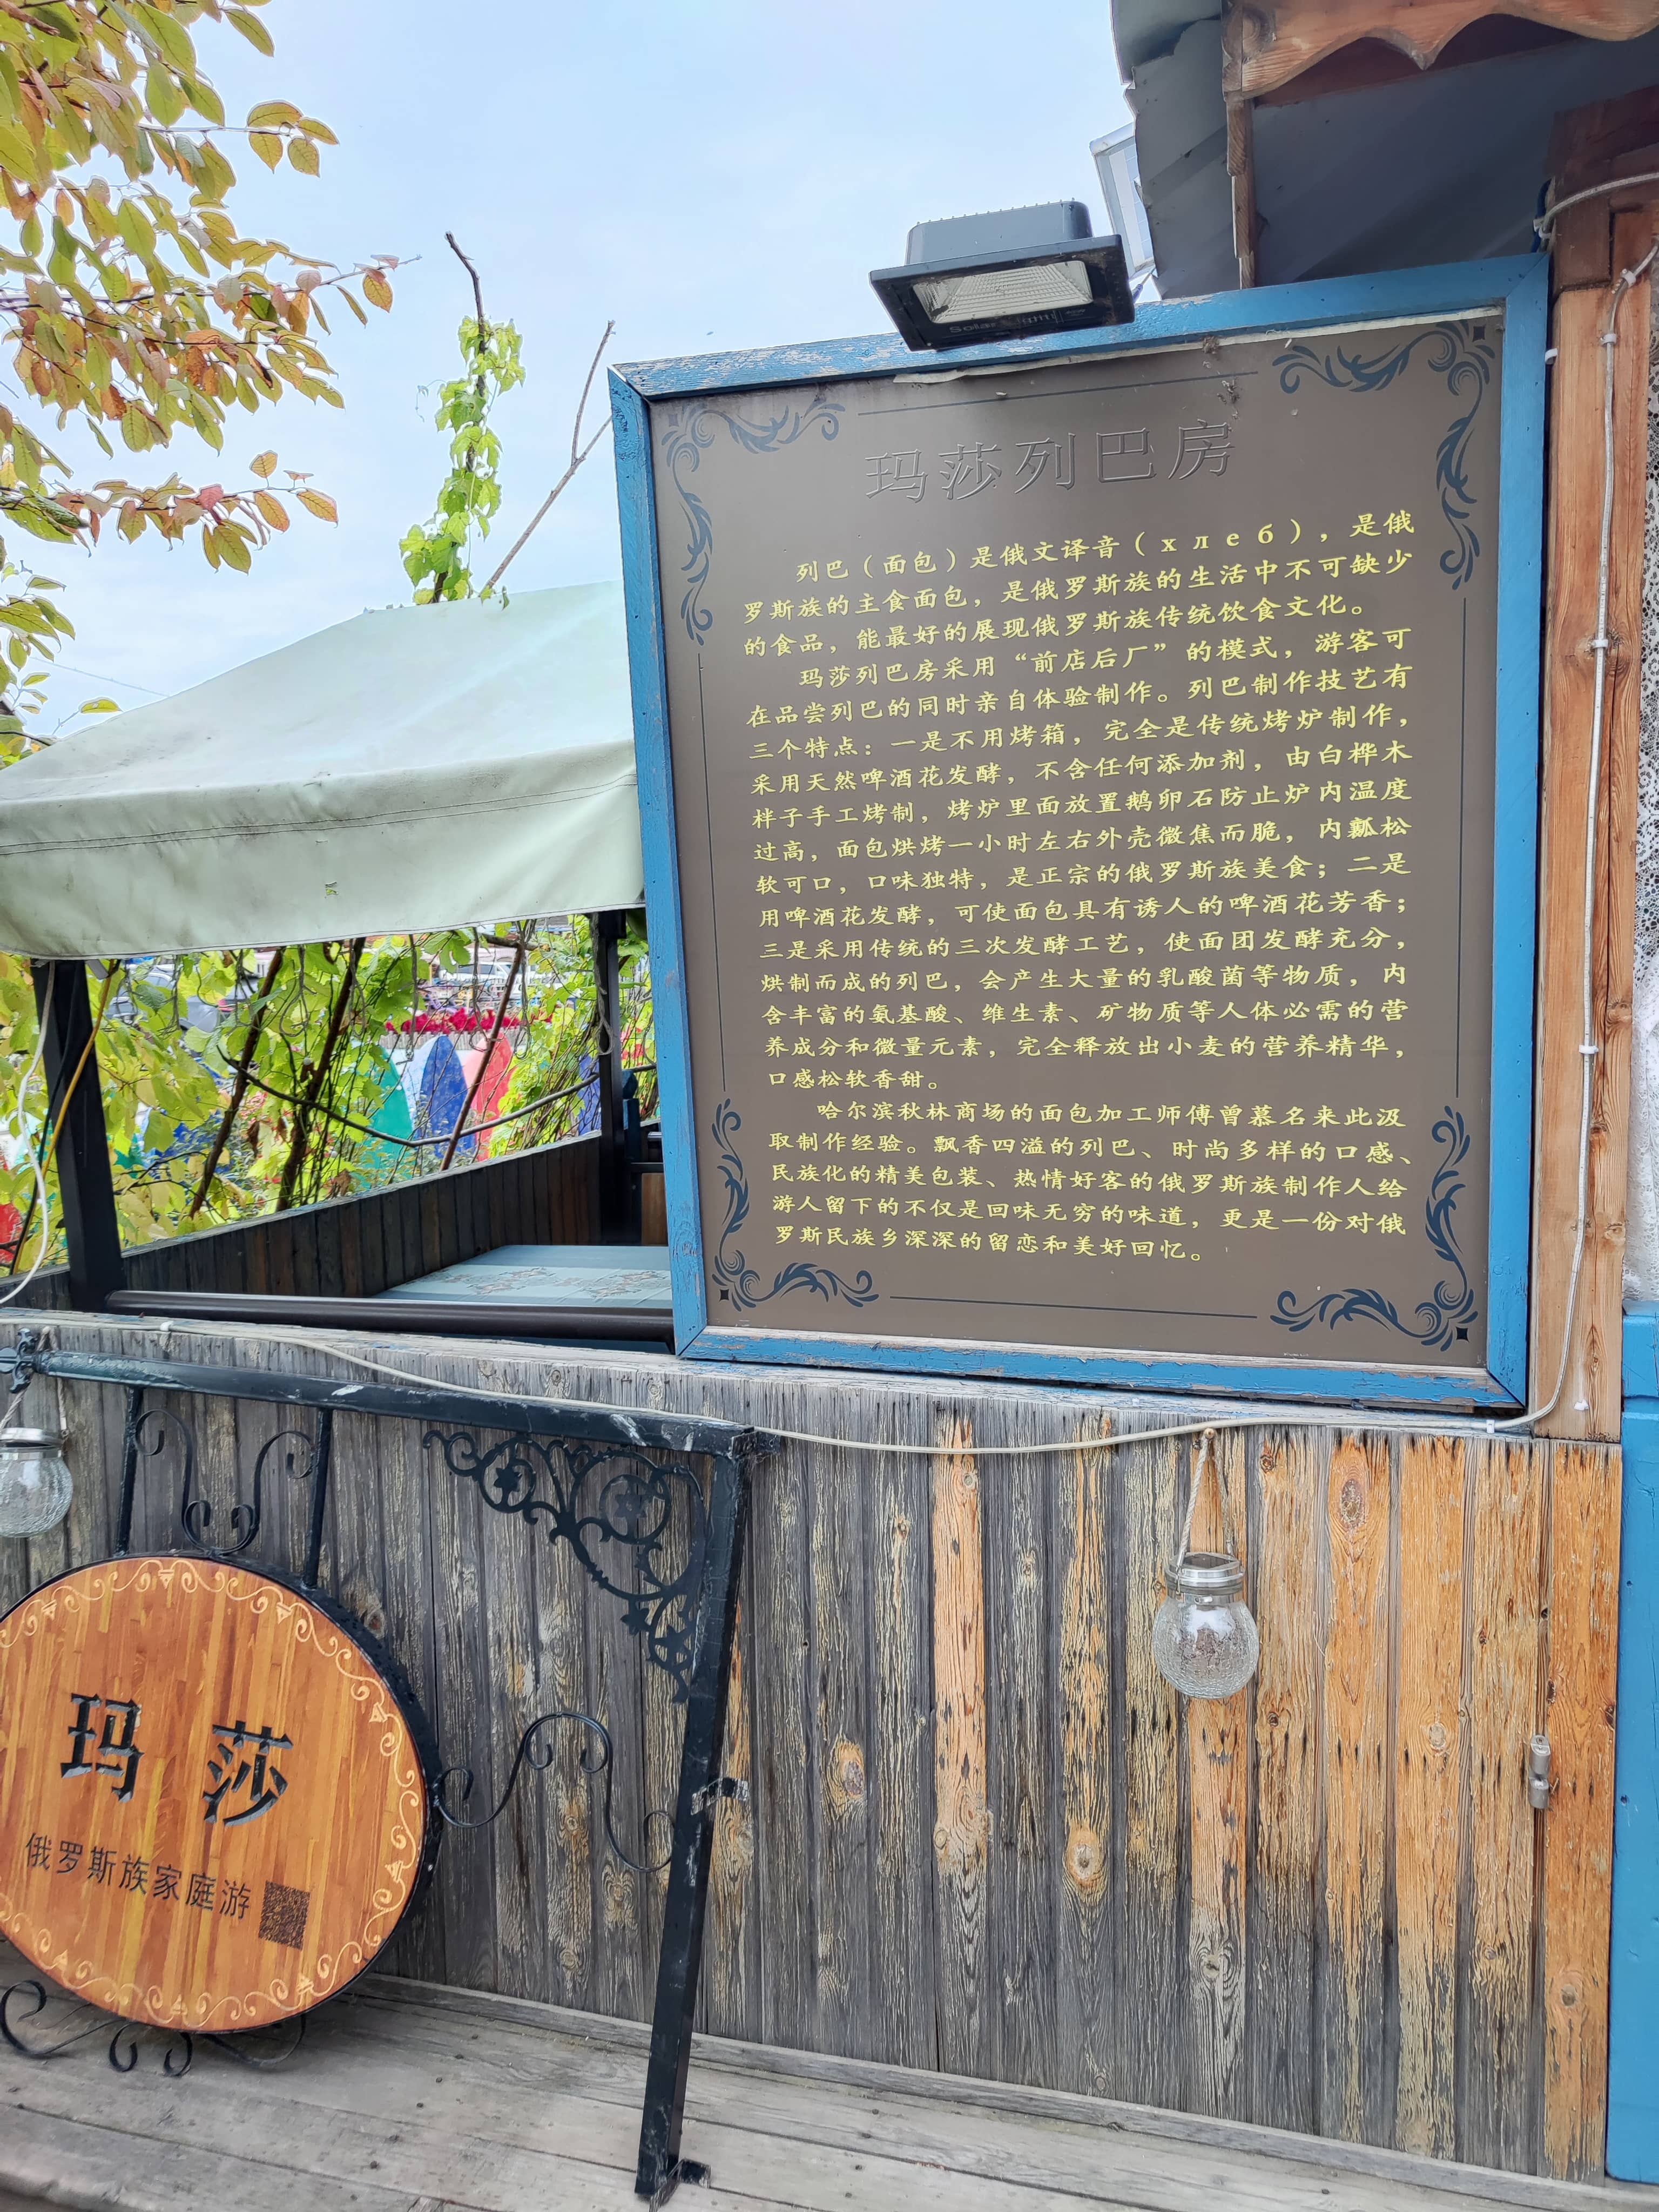 Solar Light
玛莎列巴房
列巴（面包）是俄文译音（хлеб），是俄
罗斯族的主食面包，是俄罗斯族的生活中不可缺少
的食品，能最好的展现俄罗斯族传统饮食文化。
玛莎列巴房采用“前店后厂”的模式，游客可
在品尝列巴的同时亲自体验制作。列巴制作技艺有
三个特点：一是不用烤箱，完全是传统烤炉制作，
采用天然啤酒花发酵，不含任何添加剂，由白桦木
柈子手工烤制，烤炉里面放置鹅卵石防止炉内温度
过高，面包烘烤一小时左右外壳微焦而脆，内瓤松
软可口，口味独特，是正宗的俄罗斯族美食；二是
用啤酒花发酵，可使面包具有诱人的啤酒花芳香；
三是采用传统的三次发酵工艺，使面团发酵充分，
烘制而成的列巴，会产生大量的乳酸菌等物质，内
含丰富的氨基酸、维生素、矿物质等人体必需的营
养成分和微量元素，完全释放出小麦的营养精华，
口感松软香甜。
哈尔滨秋林商场的面包加工师傅曾慕名来此汲
取制作经验。飘香四溢的列巴、时尚多样的口感、
民族化的精美包装、热情好客的俄罗斯族制作人给
游人留下的不仅是回味无穷的味道，更是一份对俄
罗斯民族乡深深的留恋和美好回忆。
玛莎
俄罗斯族家庭游